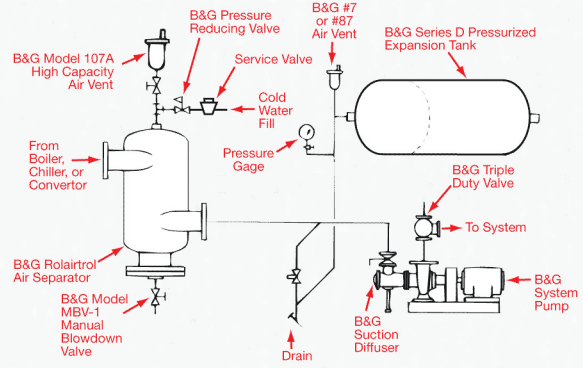 B&G Model 107A
High Capacity
Air Vent
B&G Pressure
Reducing Valve
Service Valve
Cold
Water
Fill
B&G #7
or #87
Air Vent
B&G Series D Pressurized
Expansion Tank
From
Boiler,
Chiller, or
Convertor
Pressure
Gage
B&G Triple
Duty Valve
To System
B&G Rolairtrol
Air Separator
B&G Model
MBV-1
Manual
Blowdown
Valve
Drain
B&G
Suction
Diffuser
B&G
System
Pump